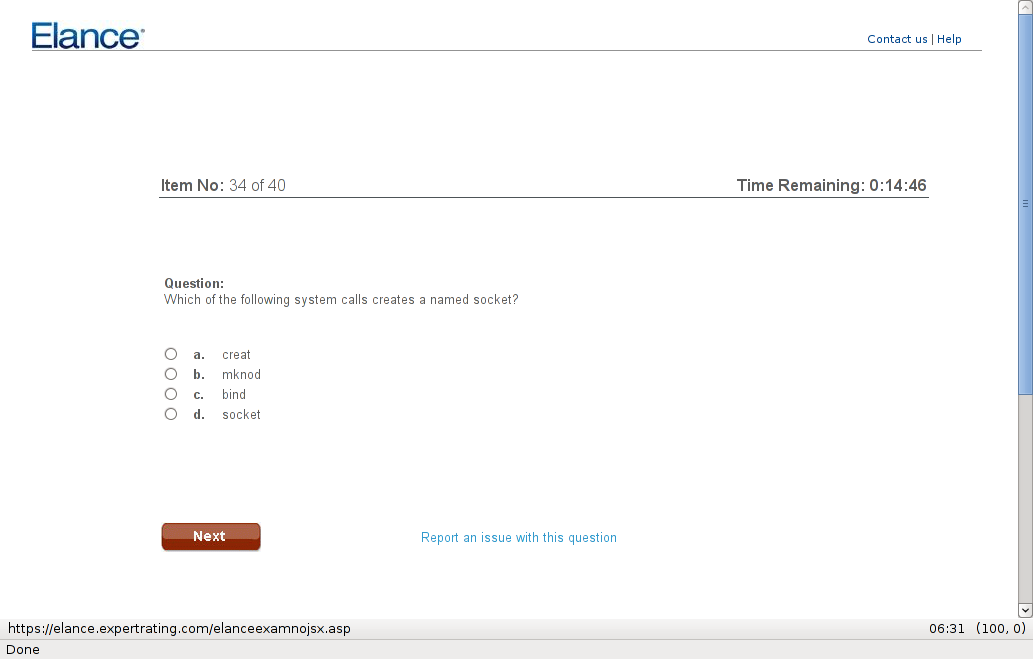 Elance
Contact us | Help
Item No: 34 of 40
Time Remaining: 0:14:46
Question:
Which of the following system calls creates a named socket?
a. creat
b. mknod
c. bind
d. socket
Next
Report an issue with this question
https://elance.expertrating.com/elanceexamnojsx.asp
06:31 (100, 0)
Done